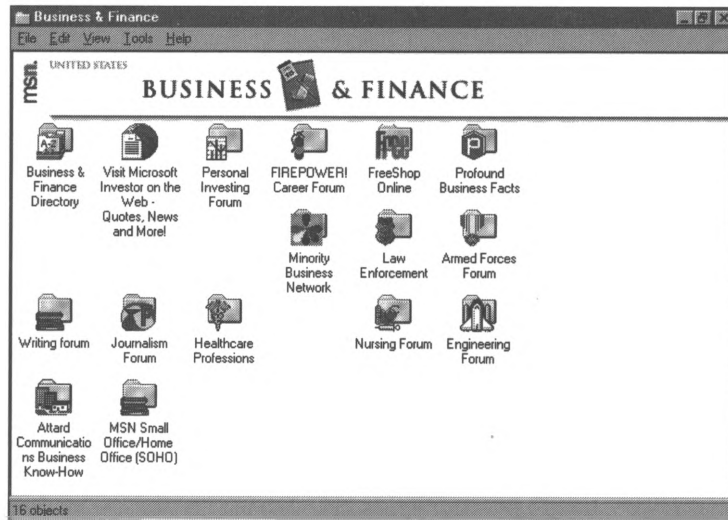 Business & Finance
File Edit View Tools Help
msn.
UNITED STATES
BUSINESS & FINANCE
Business &
Finance
Directory
Visit Microsoft
Investor on the
Web -
Quotes, News
and More!
Personal
Investing
Forum
FIREPOWER!
Career Forum
Free
FreeShop
Online
Profound
Business Facts
Minority
Business
Network
Law
Enforcement
Armed Forces
Forum
Writing forum
Journalism
Forum
Healthcare
Professions
Nursing Forum
Engineering
Forum
Attard
Communicatio
ns Business
Know-How
MSN Small
Office/Home
Office (SOHO)
16 objects